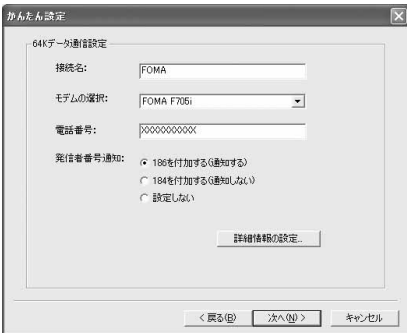 かんたん設定
64Kデータ通信設定
接続名: FOMA
モデムの選択: FOMA F705i
電話番号: XXXXXXXXXX
発信者番号通知: 186を付加する(通知する)
184を付加する(通知しない)
設定しない
詳細情報の設定...
< 戻る(B) 次へ(N) > キャンセル